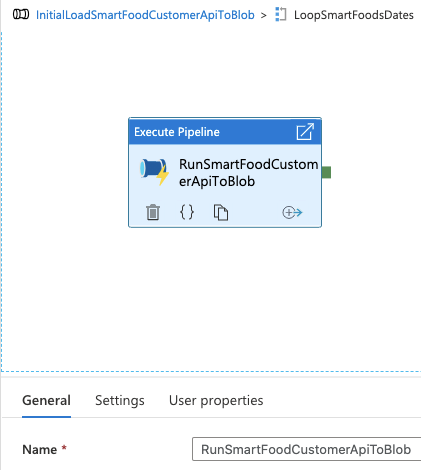 InitialLoadSmartFoodCustomerApiToBlob > LoopSmartFoodsDates
Execute Pipeline
RunSmartFoodCustom
erApiToBlob
{}
General Settings User properties
Name *
RunSmartFoodCustomerApiToBlob